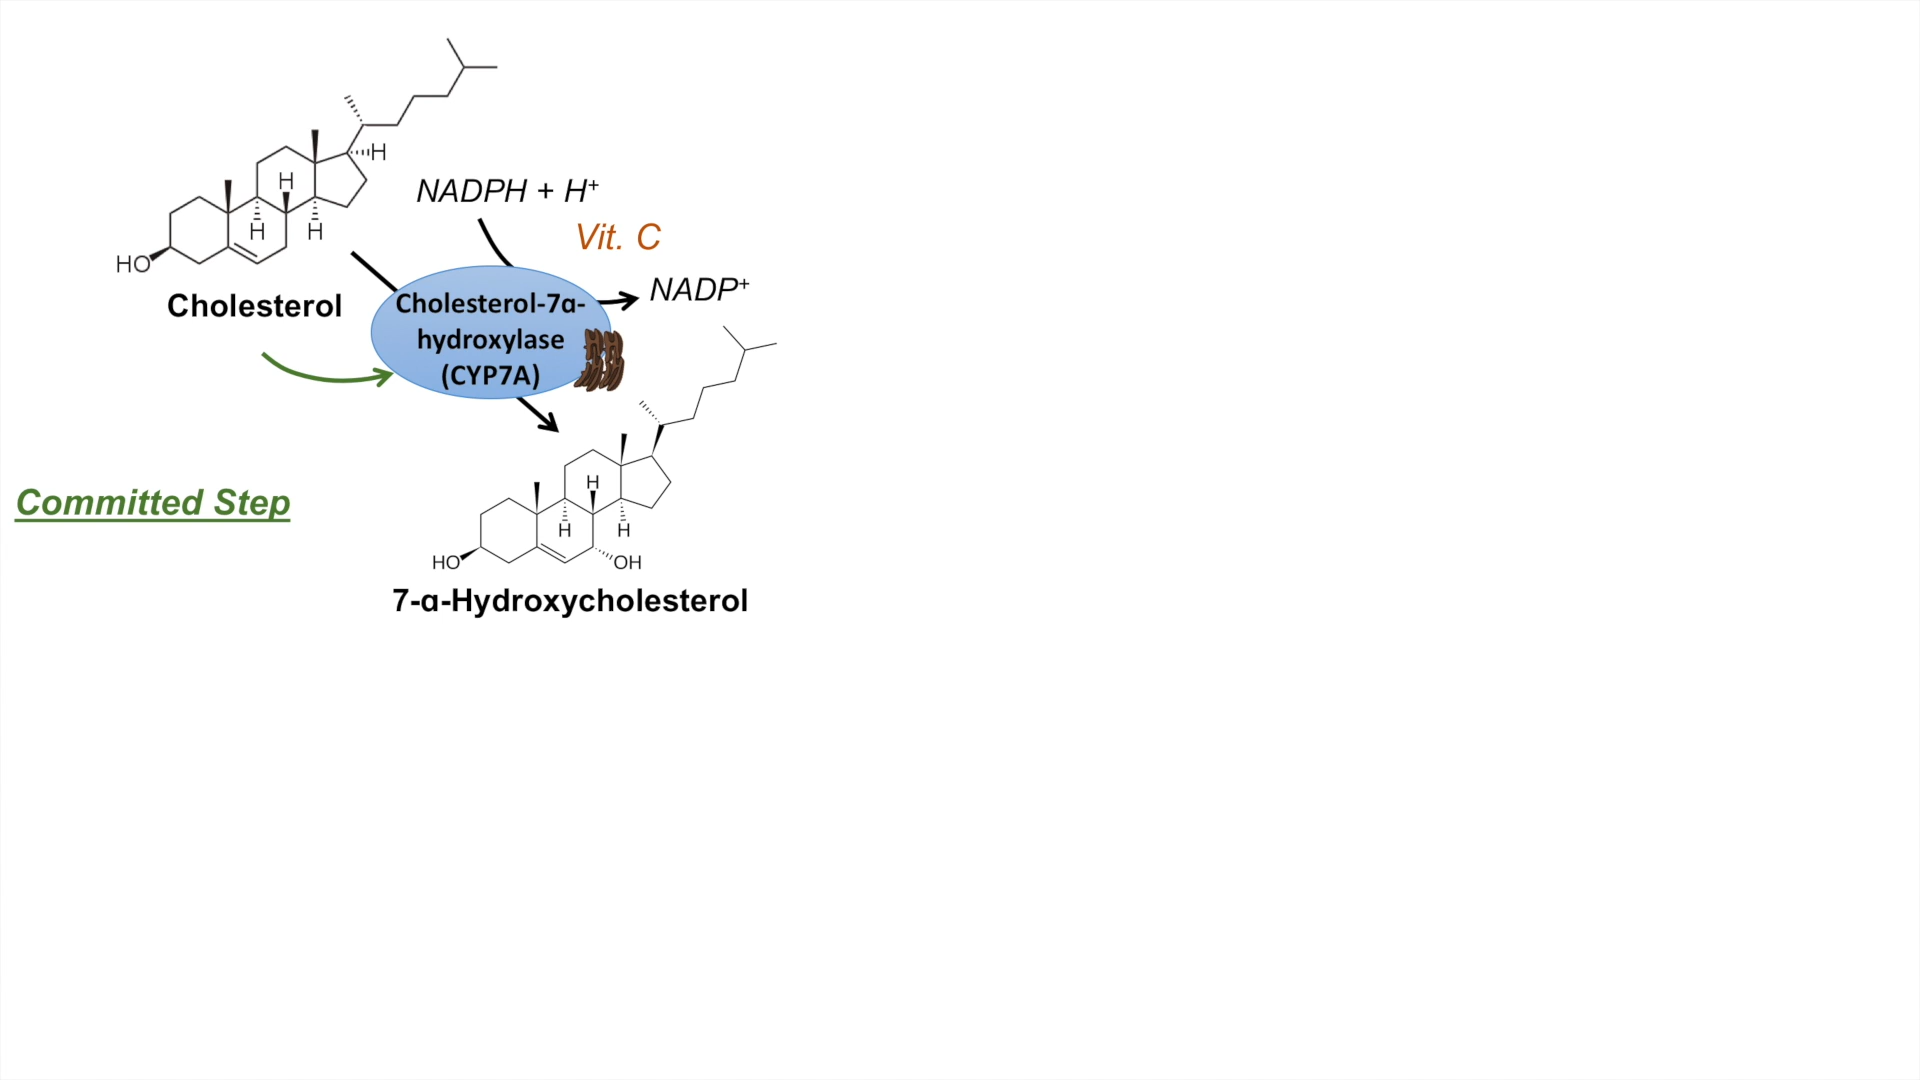 H
H
H
H
HO
Cholesterol
NADPH + H⁺
Vit. C
NADP⁺
Cholesterol-7α-
hydroxylase
(CYP7A)
Committed Step
H
H
H
HO
OH
7-α-Hydroxycholesterol